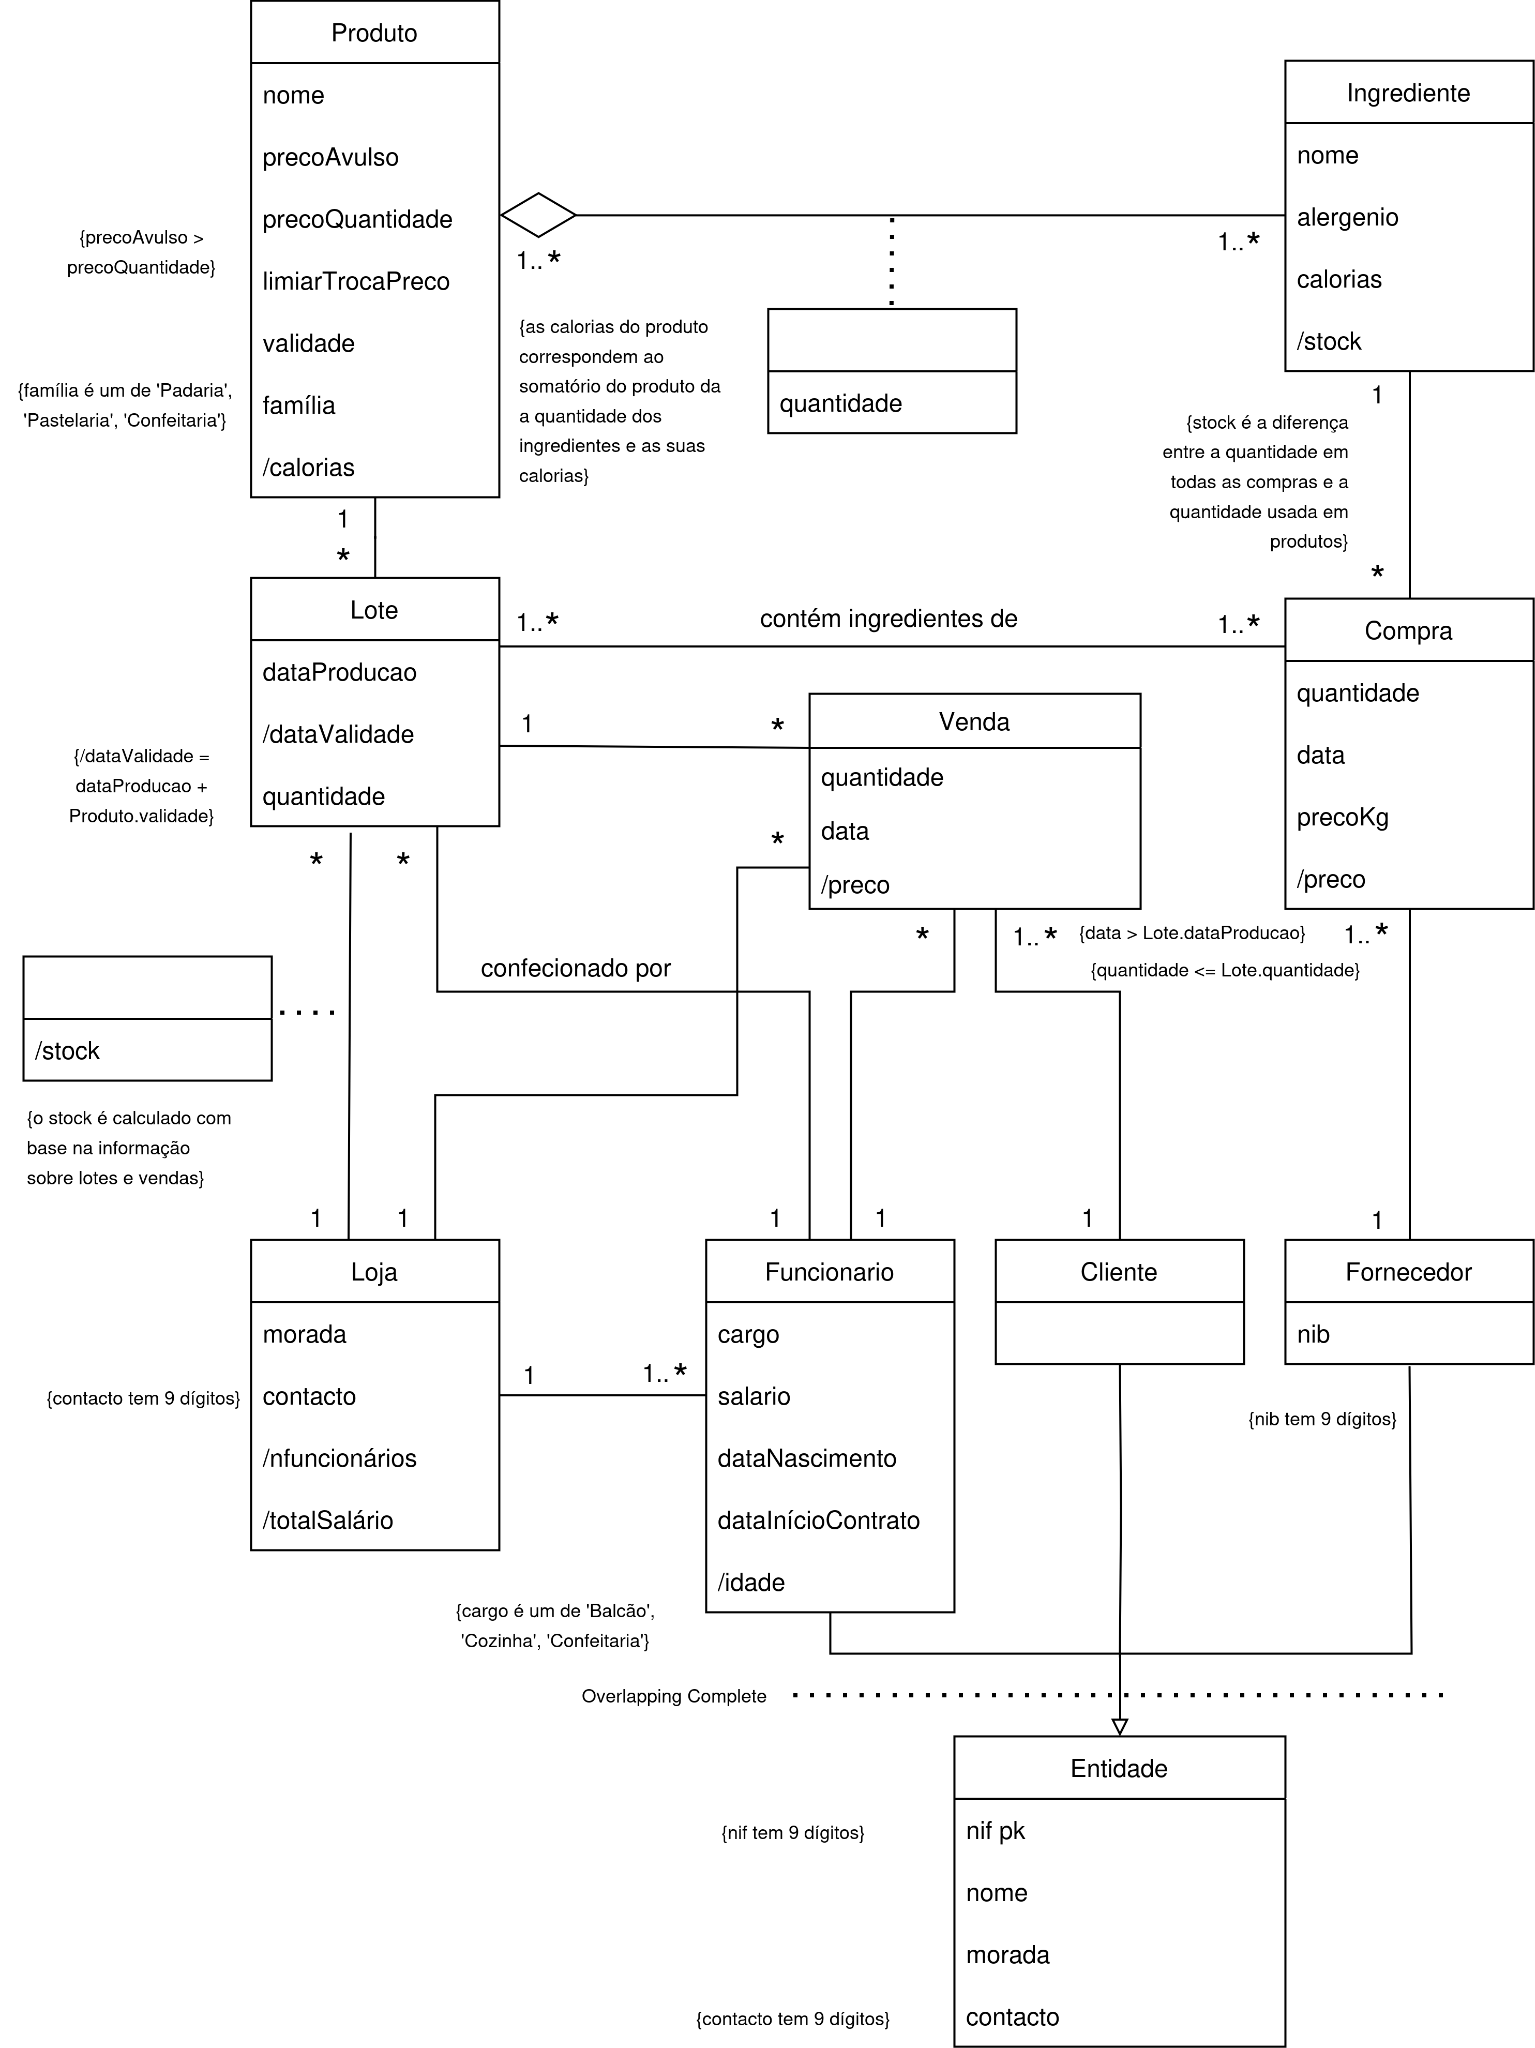 Produto
nome
precoAvulso
precoQuantidade
limiarTrocaPreco
validade
família
/calorias
{precoAvulso >
precoQuantidade}
{família é um de 'Padaria',
'Pastelaria', 'Confeitaria'}
1..*
1..*
{as calorias do produto
correspondem ao
somatório do produto da
a quantidade dos
ingredientes e as suas
calorias}
quantidade
Ingrediente
nome
alergenio
calorias
/stock
1
{stock é a diferença
entre a quantidade em
todas as compras e a
quantidade usada em
produtos}
*
1
*
Lote
dataProducao
/dataValidade
quantidade
{/dataValidade =
dataProducao +
Produto.validade}
1..*
contém ingredientes de
1..*
Compra
quantidade
data
precoKg
/preco
1
*
Venda
quantidade
data
/preco
*
*
*
*
1..*
{data > Lote.dataProducao}
{quantidade <= Lote.quantidade}
1..*
confecionado por
/stock
{o stock é calculado com
base na informação
sobre lotes e vendas}
1
1
1
1
1
1
Loja
morada
contacto
/nfuncionários
/totalSalário
{contacto tem 9 dígitos}
1
1..*
Funcionario
cargo
salario
dataNascimento
dataInícioContrato
/idade
{cargo é um de 'Balcão',
'Cozinha', 'Confeitaria'}
Cliente
Fornecedor
nib
{nib tem 9 dígitos}
Overlapping Complete
Entidade
nif pk
nome
morada
contacto
{nif tem 9 dígitos}
{contacto tem 9 dígitos}